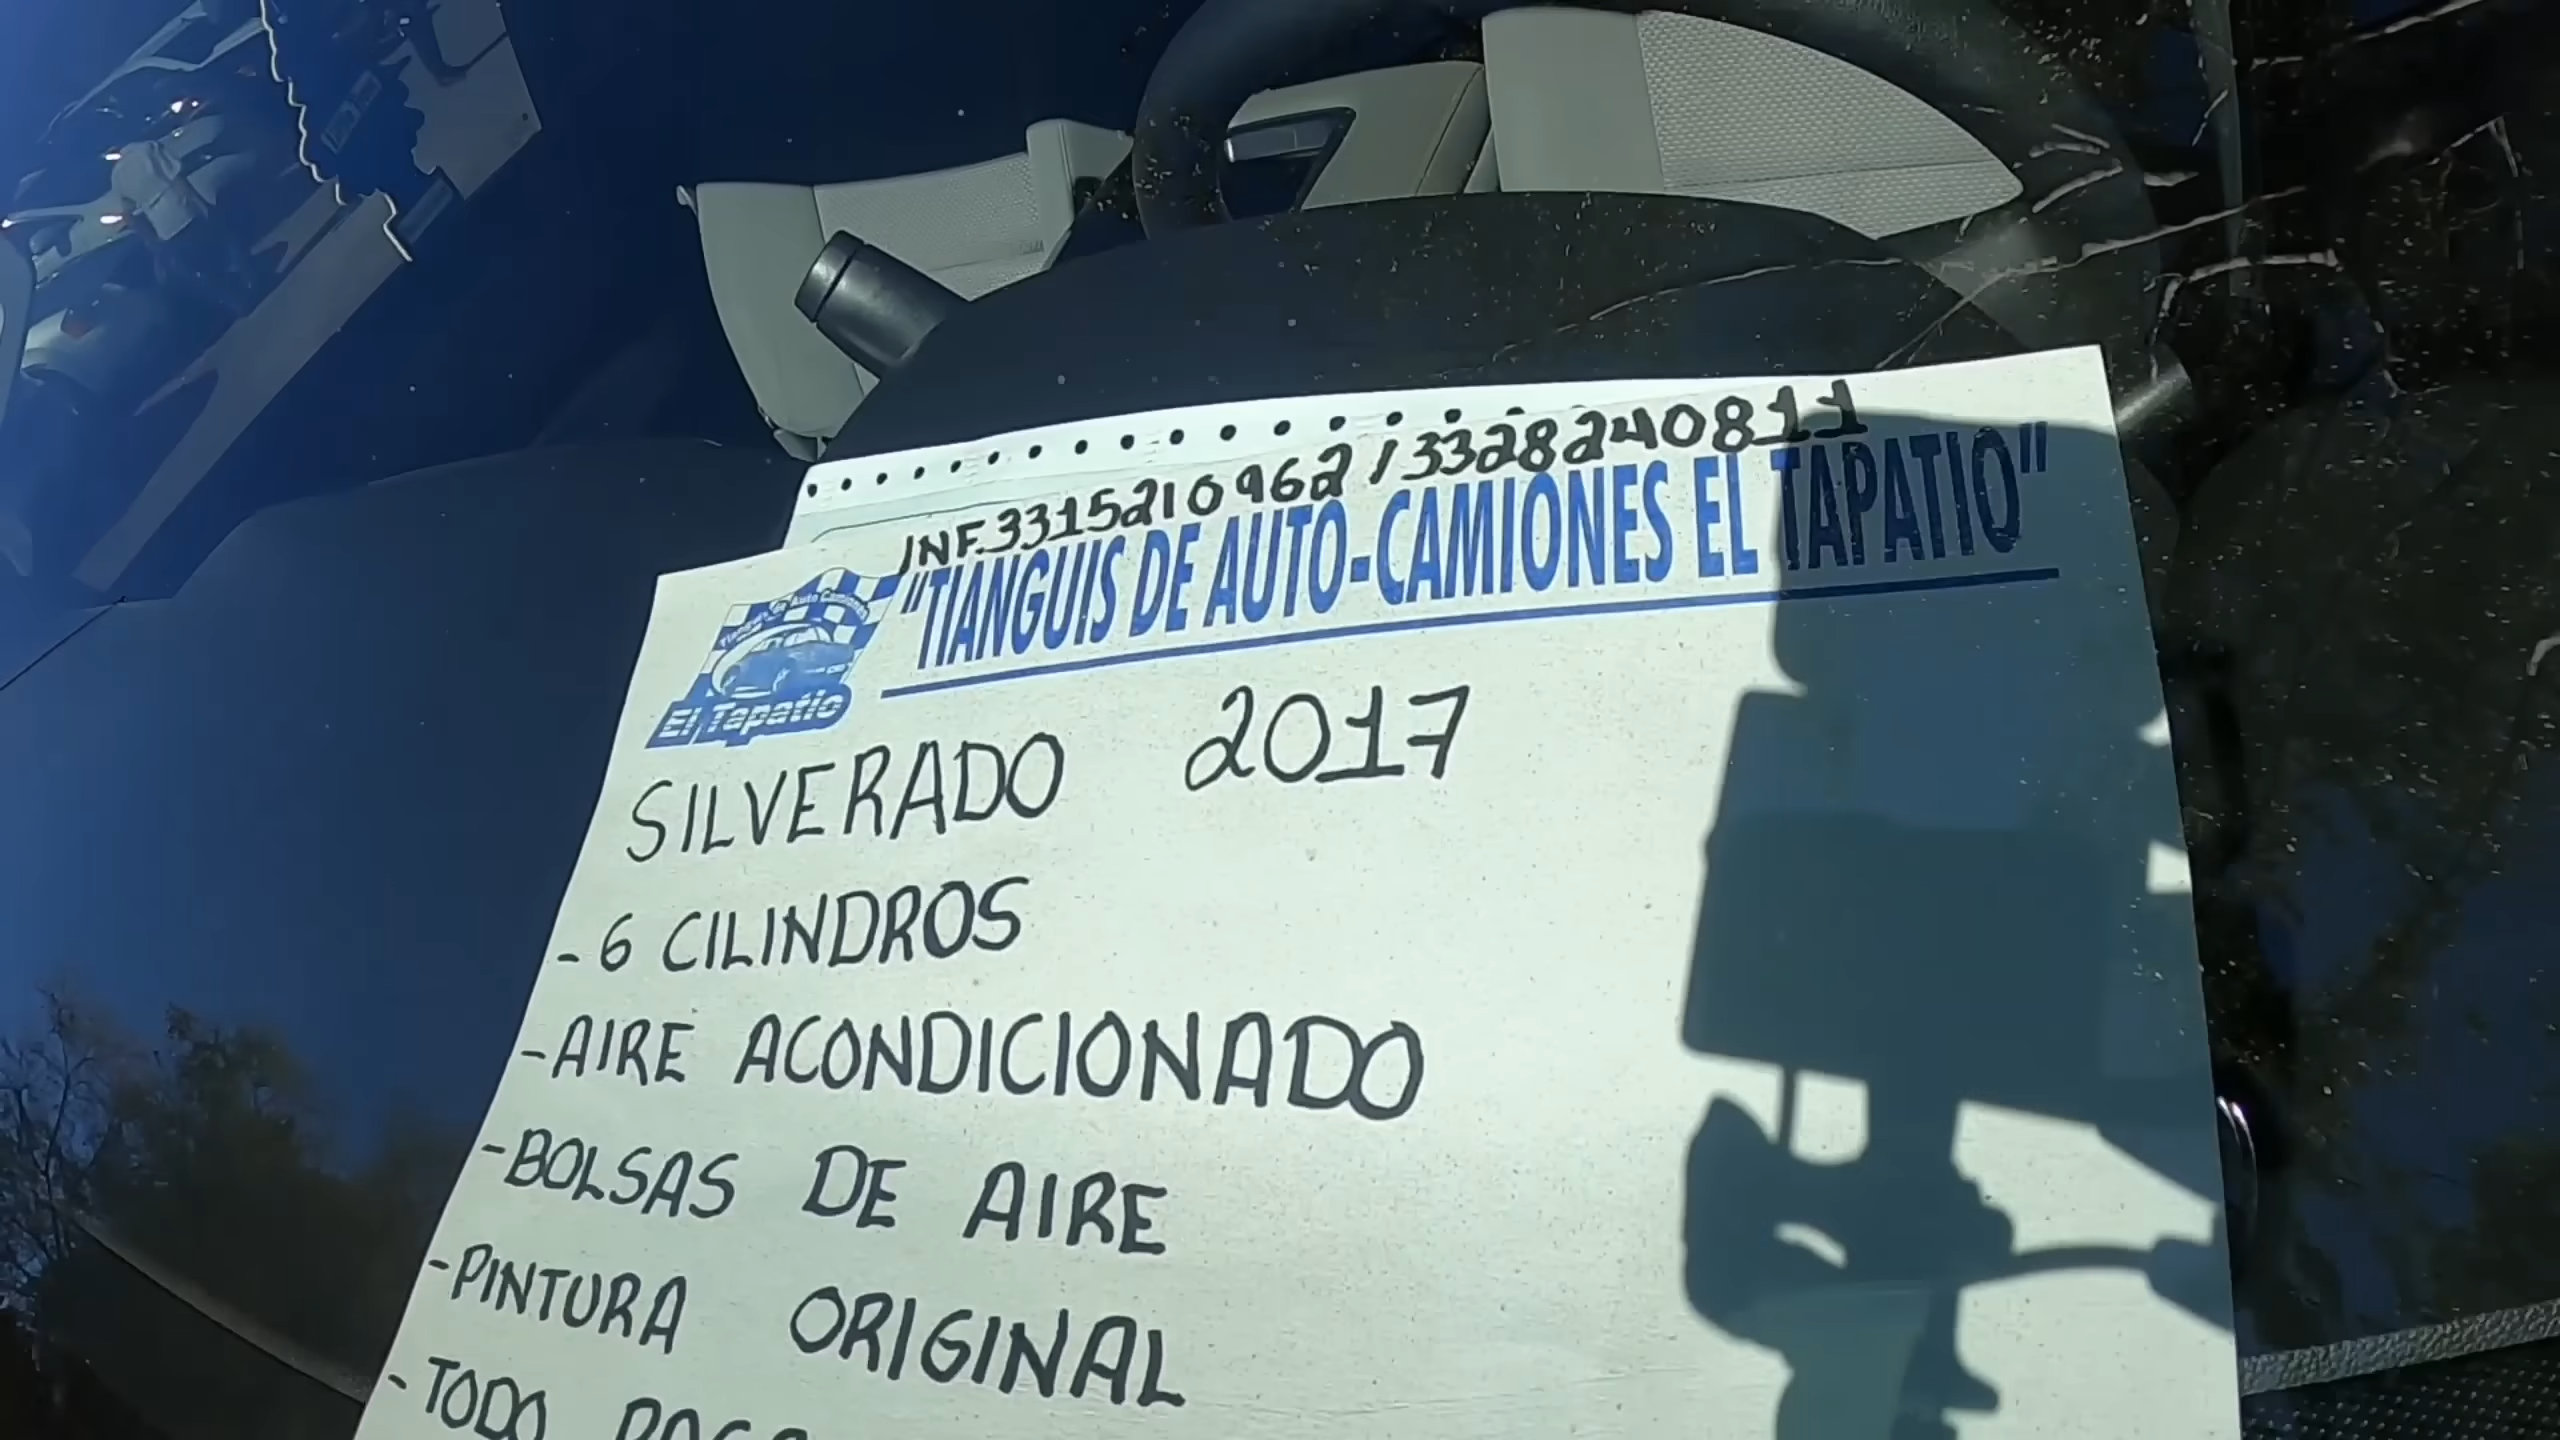 INF. 3315210962 / 3328240811
"TIANGUIS DE AUTO-CAMIONES EL TAPATIO"
El Tapatio
SILVERADO 2017
- 6 CILINDROS
- AIRE ACONDICIONADO
- BOLSAS DE AIRE
- PINTURA ORIGINAL
- TODO